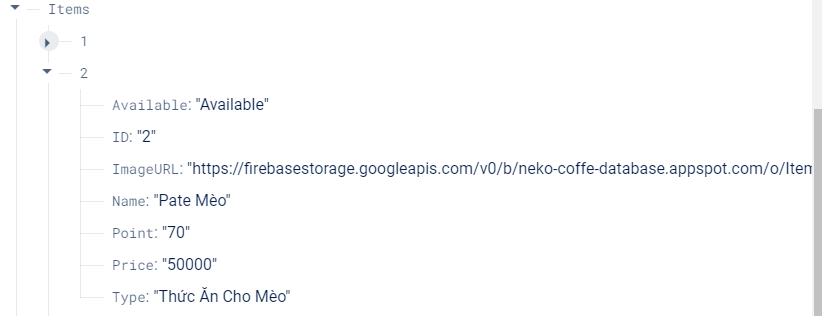 Items
1
2
Available: "Available"
ID: "2"
ImageURL: "https://firebasestorage.googleapis.com/v0/b/neko-coffe-database.appspot.com/o/Item
Name: "Pate Mèo"
Point: "70"
Price: "50000"
Type: "Thức Ăn Cho Mèo"